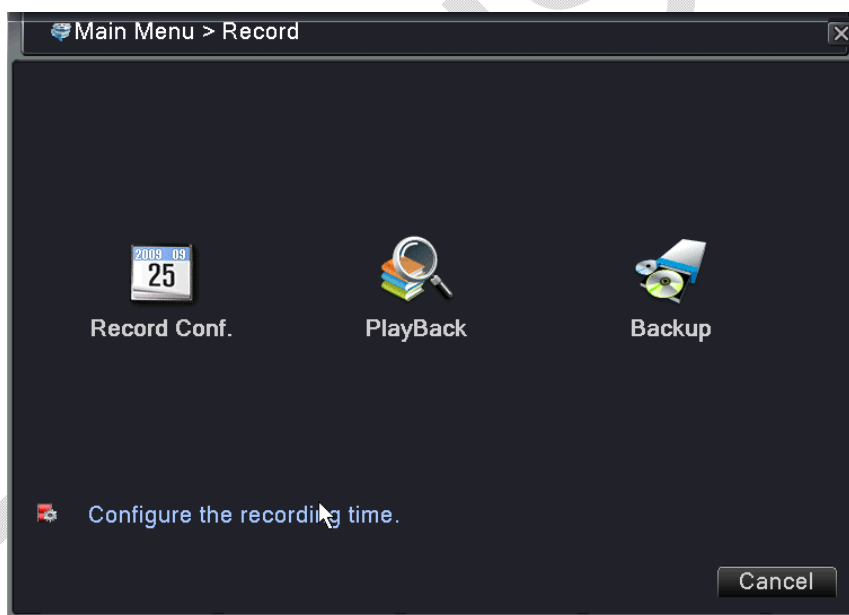 Main Menu > Record
2009 09
25
Record Conf.
PlayBack
Backup
Configure the recording time.
Cancel